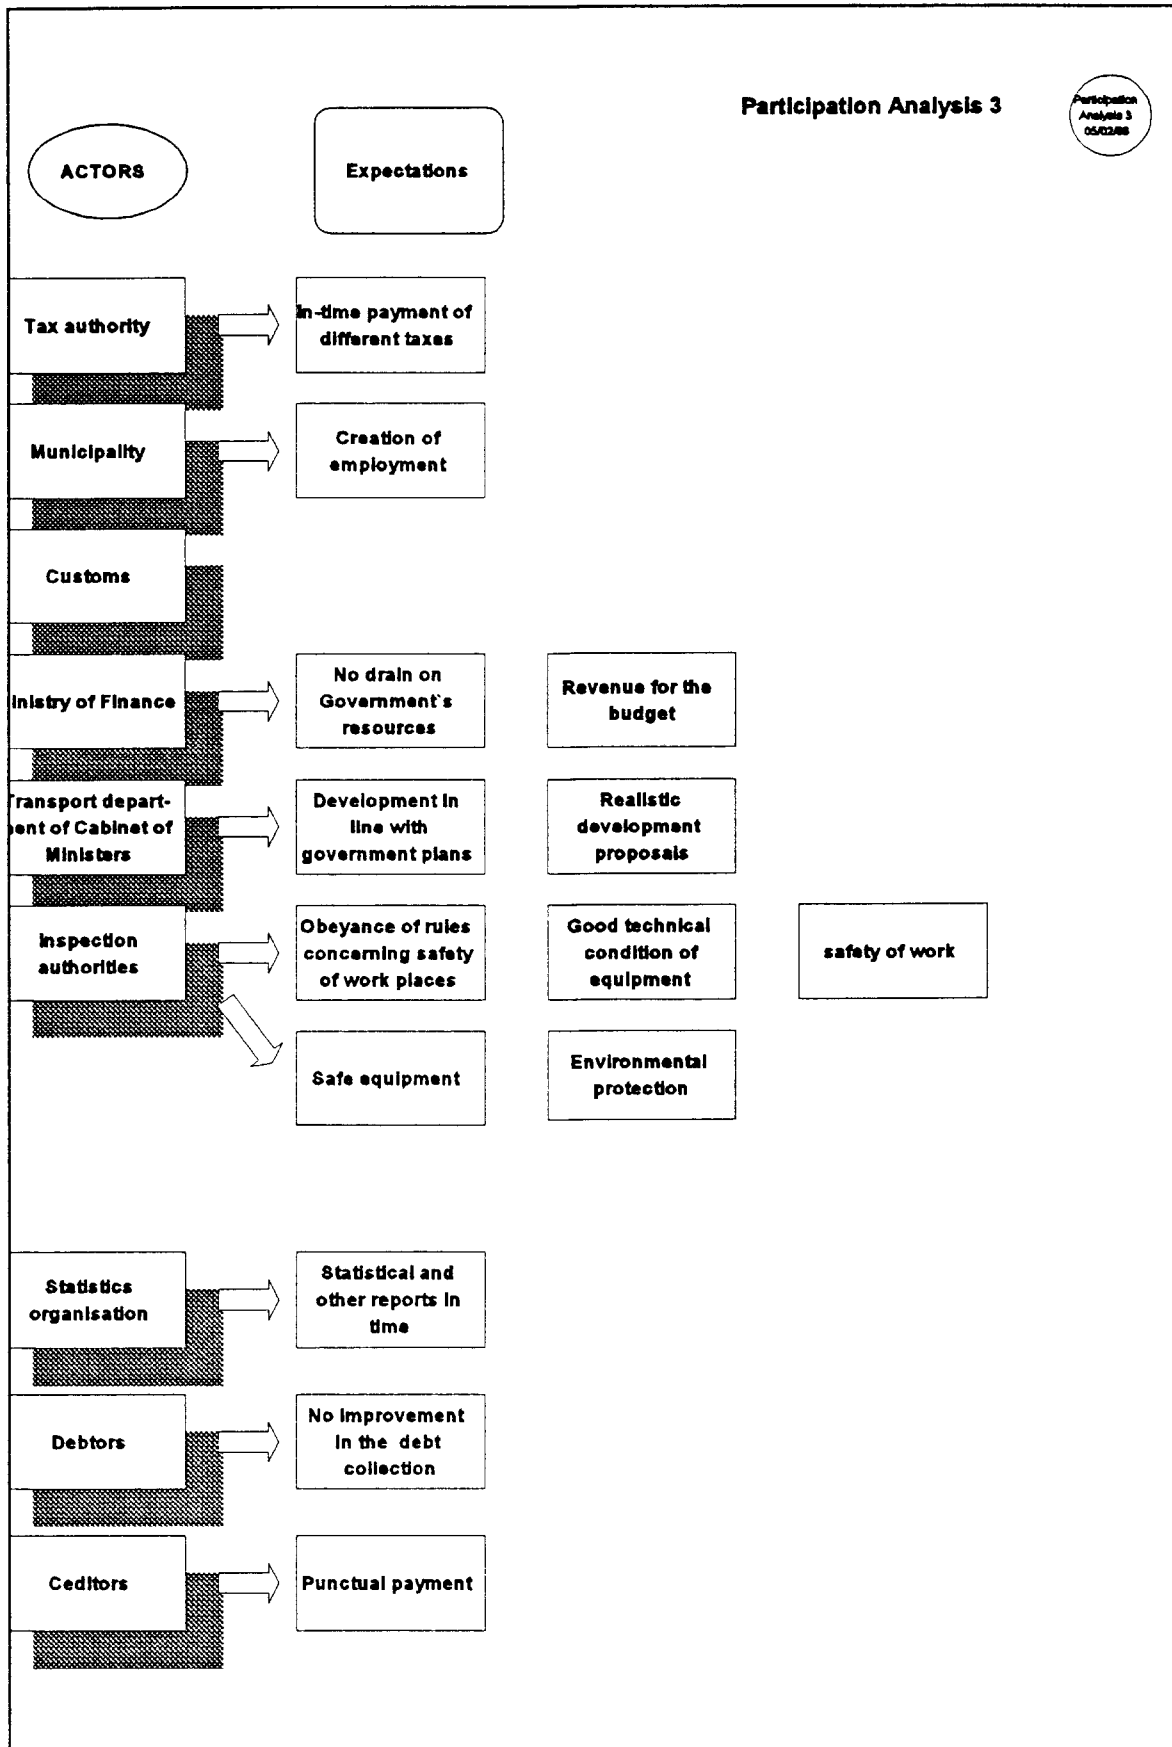 Participation Analysis 3
Participation
Analysis 3
ACTORS
Expectations
Tax authority
In-time payment of
different taxes
Municipality
Creation of
employment
Customs
inistry of Finance
No drain on
Government`s
resources
Revenue for the
budget
Transport depart-
ent of Cabinet of
Ministers
Development in
line with
government plans
Realistic
development
proposals
Inspection
authorities
Obeyance of rules
concerning safety
of work places
Good technical
condition of
equipment
safety of work
Safe equipment
Environmental
protection
Statistics
organisation
Statistical and
other reports in
time
Debtors
No improvement
in the debt
collection
Ceditors
Punctual payment